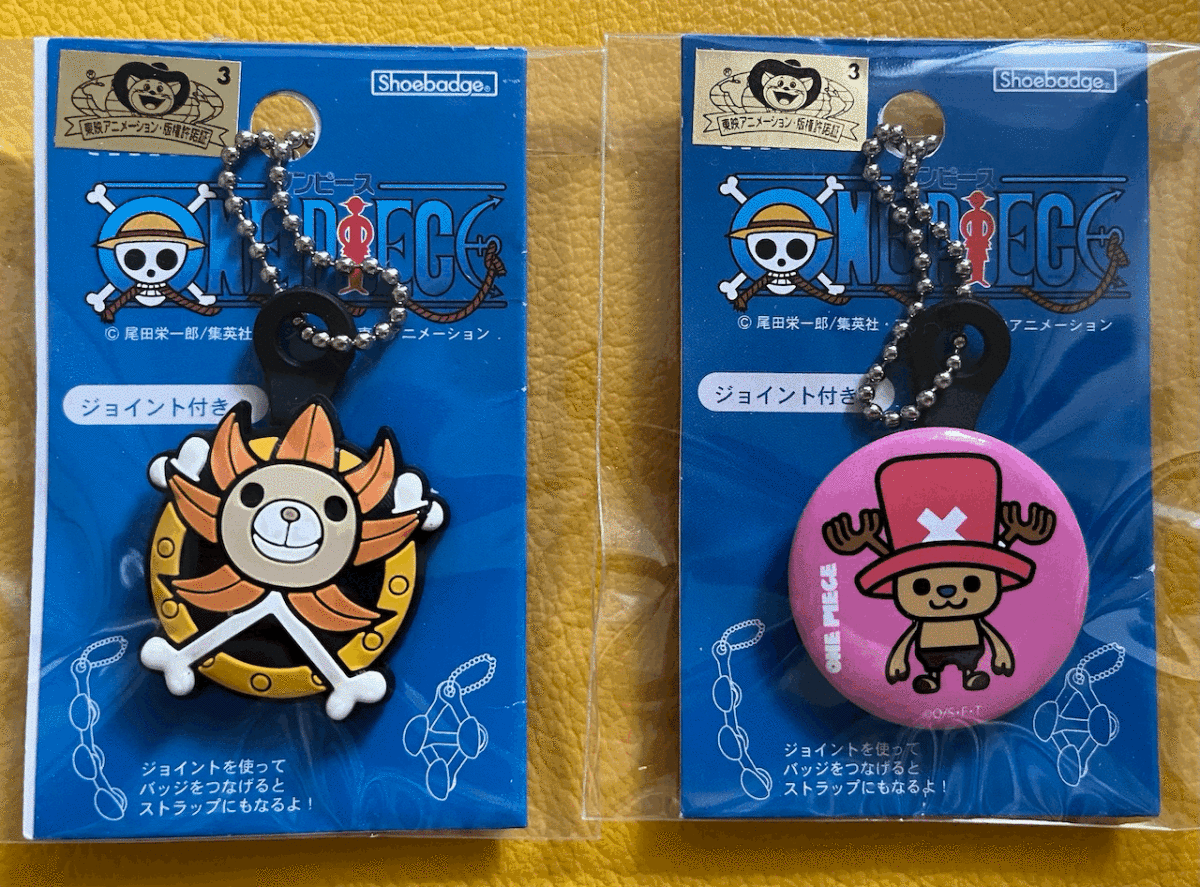 3
Shoebadge®
東映アニメーション・版権許諾証
ンピース
ONE PIECE
© 尾田栄一郎/集英社
アニメーション
ジョイント付き
ジョイントを使って
バッジをつなげると
ストラップにもなるよ!
3
Shoebadge®
東映アニメーション・版権許諾証
ンピース
ONE PIECE
© 尾田栄一郎/集英社・
アニメーション
ジョイント付き
ONE PIECE
©O/S・F・T
ジョイントを使って
バッジをつなげると
ストラップにもなるよ!